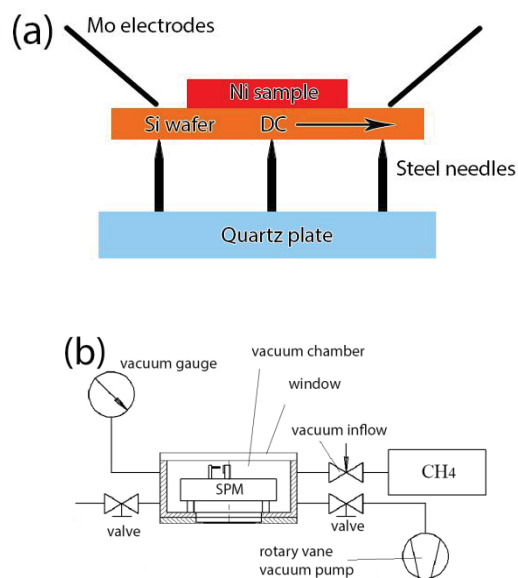 (a)
Mo electrodes
Ni sample
Si wafer DC
Steel needles
Quartz plate
(b)
vacuum gauge
vacuum chamber
window
vacuum inflow
CH4
SPM
valve
valve
rotary vane
vacuum pump